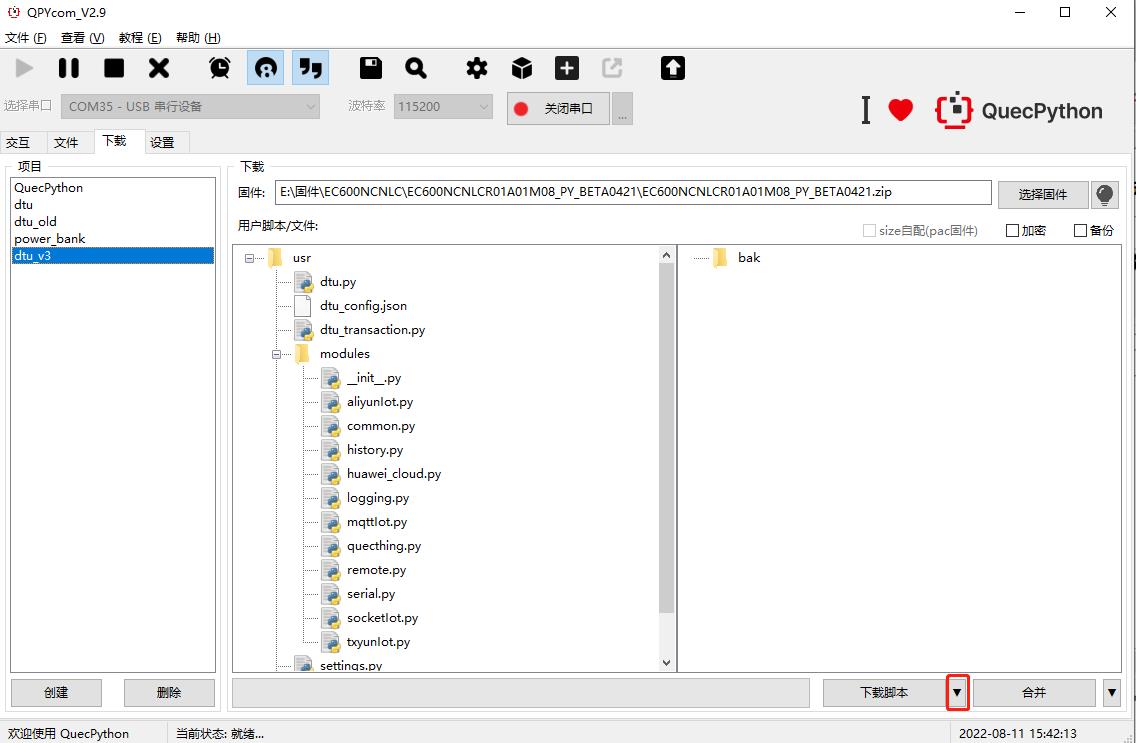 QPYcom_V2.9
文件 (F) 查看 (V) 教程 (E) 帮助 (H)
选择串口 COM35 - USB 串行设备 波特率 115200 关闭串口 ...
I QuecPython
交互 文件 下载 设置
项目
QuecPython
dtu
dtu_old
power_bank
dtu_v3
创建 删除
下载
固件: E:\固件\EC600NCNLC\EC600NCNLCR01A01M08_PY_BETA0421\EC600NCNLCR01A01M08_PY_BETA0421.zip 选择固件
用户脚本/文件: size自配(pac固件) 加密 备份
usr
dtu.py
dtu_config.json
dtu_transaction.py
modules
__init__.py
aliyunIot.py
common.py
history.py
huawei_cloud.py
logging.py
mqttIot.py
quecthing.py
remote.py
serial.py
socketIot.py
txyunIot.py
settings.py
bak
下载脚本 合并
欢迎使用 QuecPython 当前状态: 就绪... 2022-08-11 15:42:13